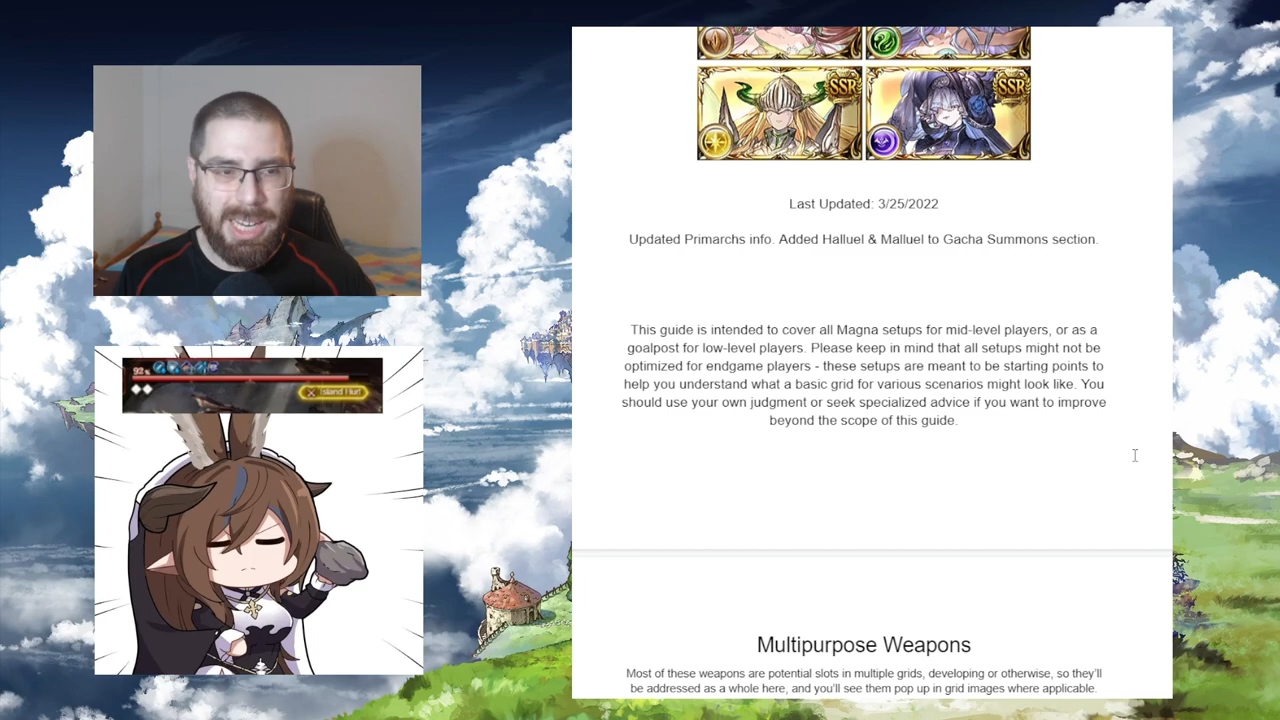 SSR
SSR
Last Updated: 3/25/2022
Updated Primarchs info. Added Halluel & Malluel to Gacha Summons section.
This guide is intended to cover all Magna setups for mid-level players, or as a
goalpost for low-level players. Please keep in mind that all setups might not be
optimized for endgame players - these setups are meant to be starting points to
help you understand what a basic grid for various scenarios might look like. You
should use your own judgment or seek specialized advice if you want to improve
beyond the scope of this guide.
Multipurpose Weapons
Most of these weapons are potential slots in multiple grids, developing or otherwise, so they'll
be addressed as a whole here, and you'll see them pop up in grid images where applicable.
92%